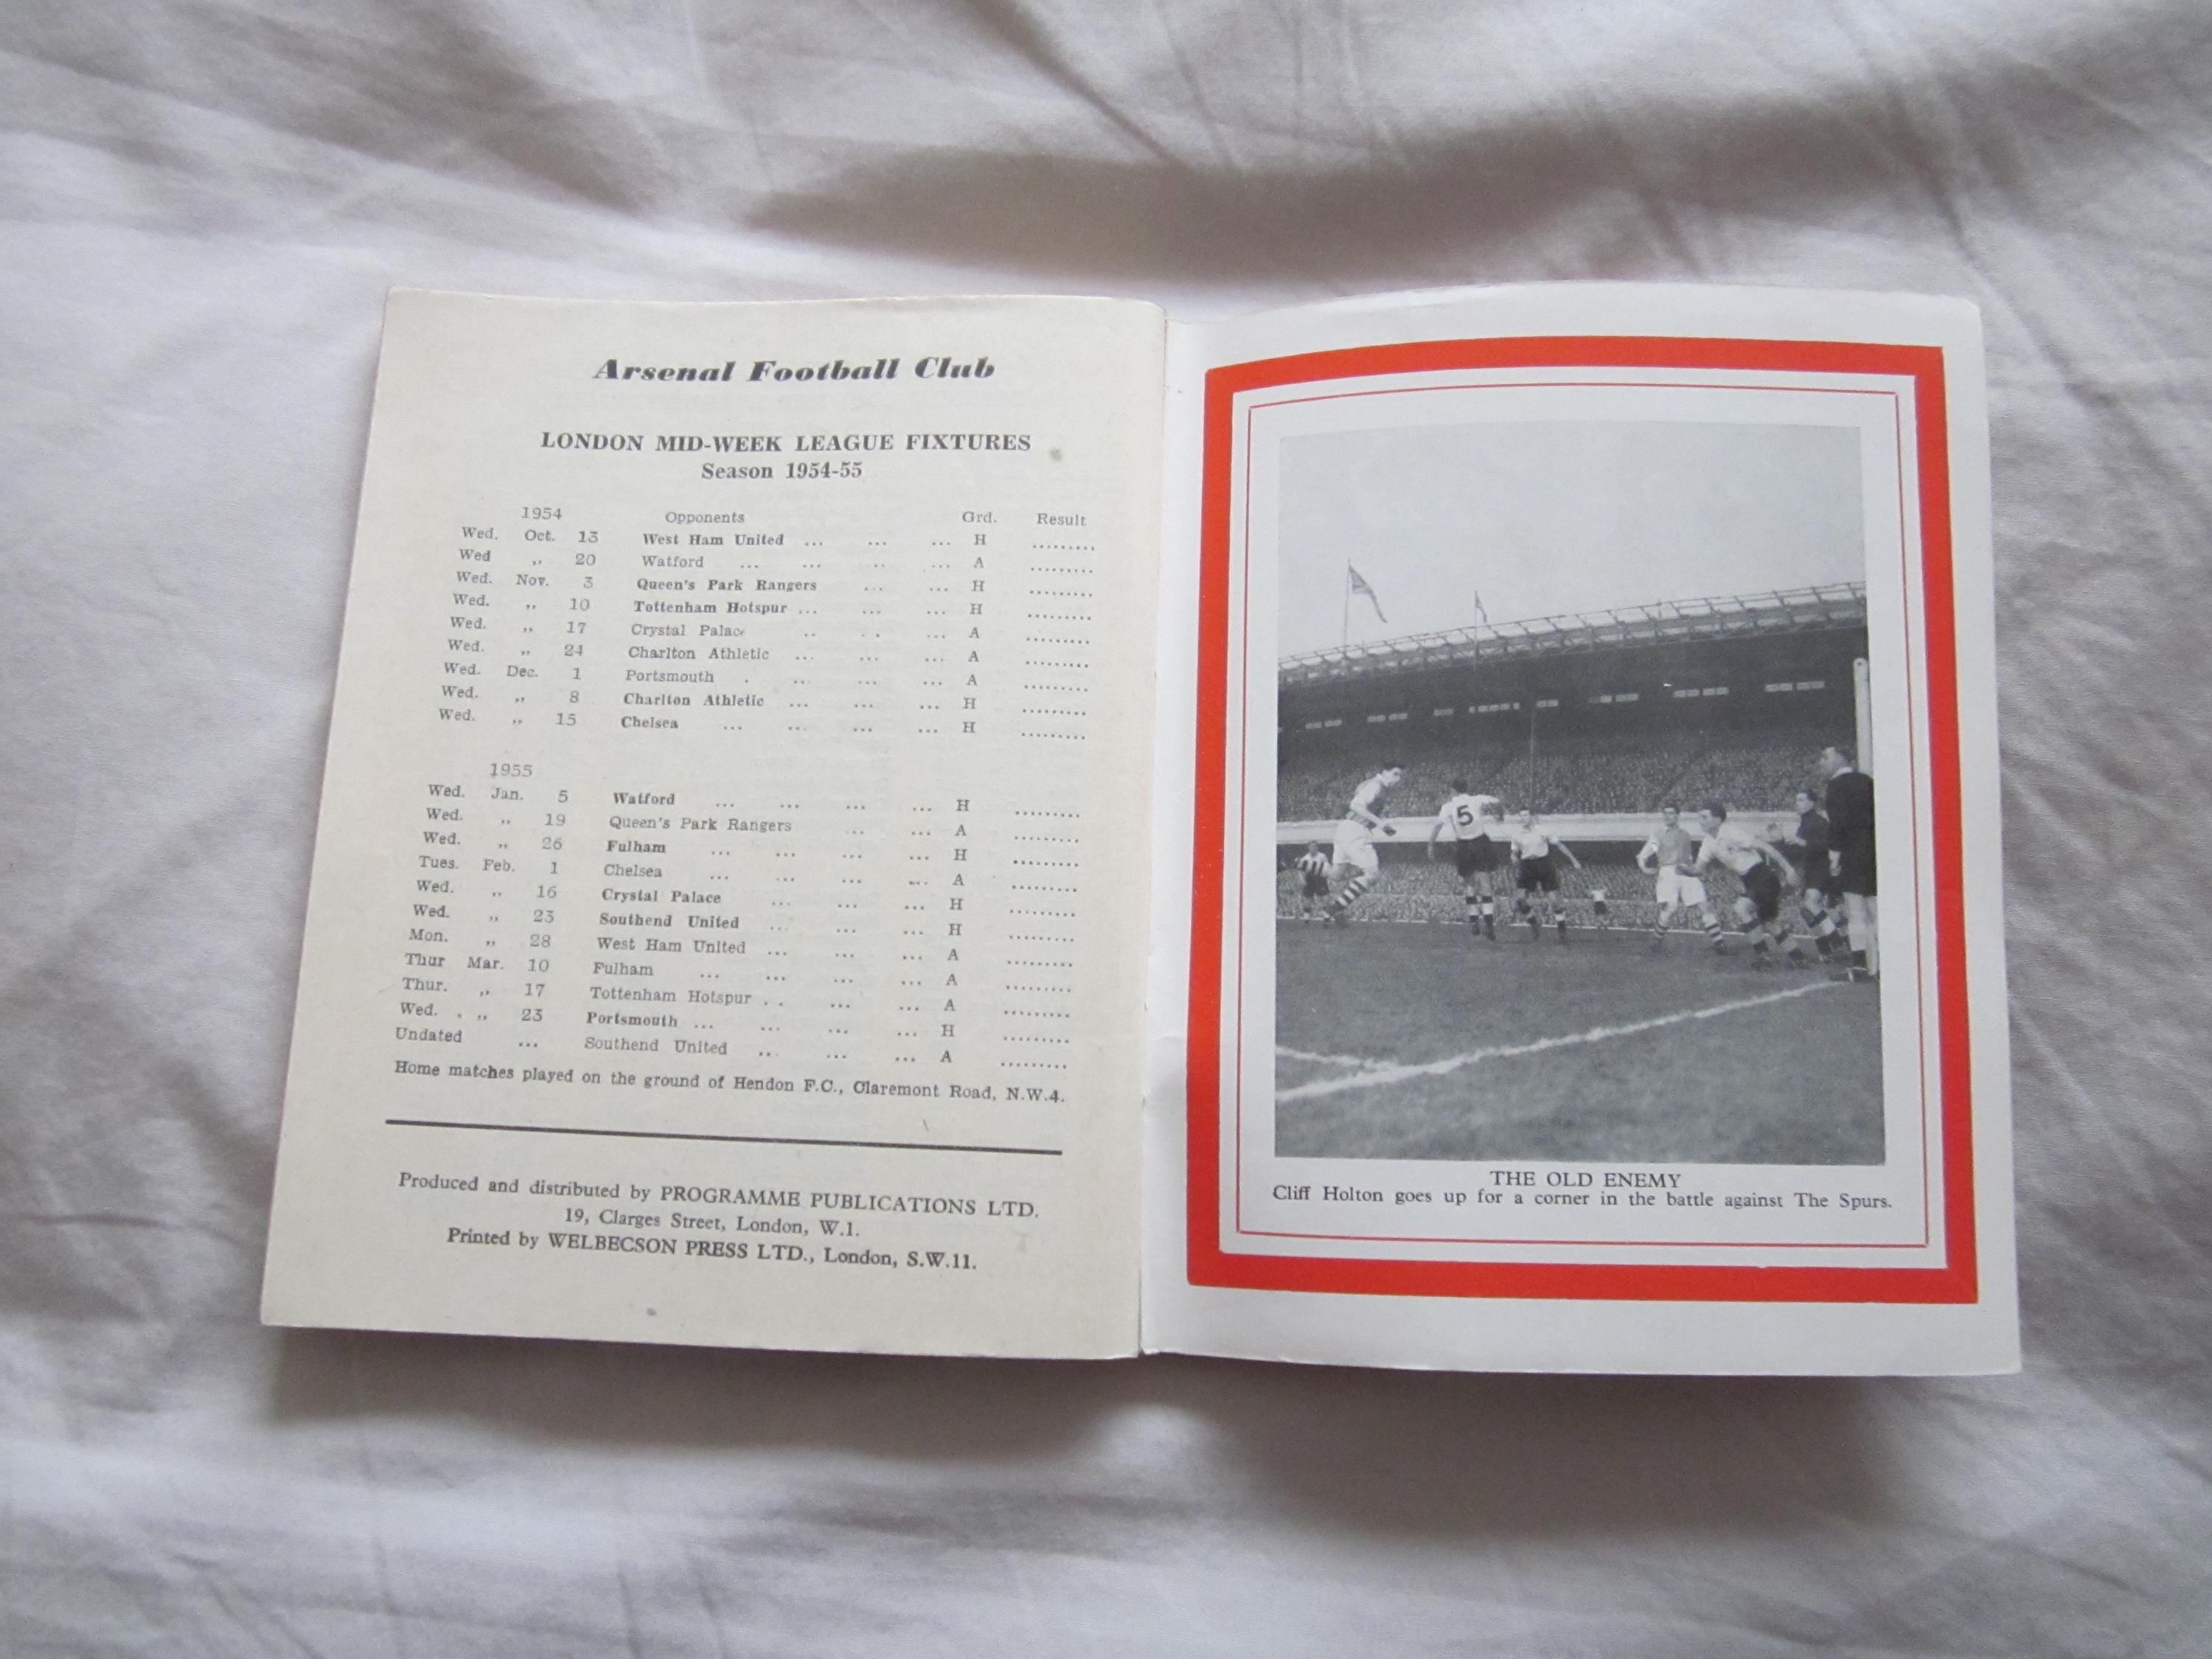 Arsenal Football Club
LONDON MID-WEEK LEAGUE FIXTURES
Season 1954-55
1954 Opponents Grd. Result
Wed. Oct. 13 West Ham United ... ... ... H .........
Wed ,, 20 Watford ... ... .. ... A .........
Wed. Nov. 3 Queen's Park Rangers ... ... H .........
Wed. ,, 10 Tottenham Hotspur ... ... ... H .........
Wed. ,, 17 Crystal Palace .. .. ... A .........
Wed. ,, 24 Charlton Athletic ... ... ... A .........
Wed. Dec. 1 Portsmouth . ... ... ... A .........
Wed. ,, 8 Charlton Athletic ... ... ... H .........
Wed. ,, 15 Chelsea ... ... ... ... H .........
1955
Wed. Jan. 5 Watford ... ... ... ... H .........
Wed. ,, 19 Queen's Park Rangers ... ... A .........
Wed. ,, 26 Fulham ... ... ... ... H .........
Tues. Feb. 1 Chelsea ... ... ... ... A .........
Wed. ,, 16 Crystal Palace ... ... ... H .........
Wed. ,, 23 Southend United ... ... ... H .........
Mon. ,, 28 West Ham United ... ... ... A .........
Thur Mar. 10 Fulham ... ... ... ... A .........
Thur. ,, 17 Tottenham Hotspur .. ... ... A .........
Wed. . ,, 23 Portsmouth ... ... ... ... H .........
Undated ... Southend United ... ... ... A .........
Home matches played on the ground of Hendon F.C., Claremont Road, N.W.4.
Produced and distributed by PROGRAMME PUBLICATIONS LTD.
19, Clarges Street, London, W.1.
Printed by WELBECSON PRESS LTD., London, S.W.11.
5
THE OLD ENEMY
Cliff Holton goes up for a corner in the battle against The Spurs.